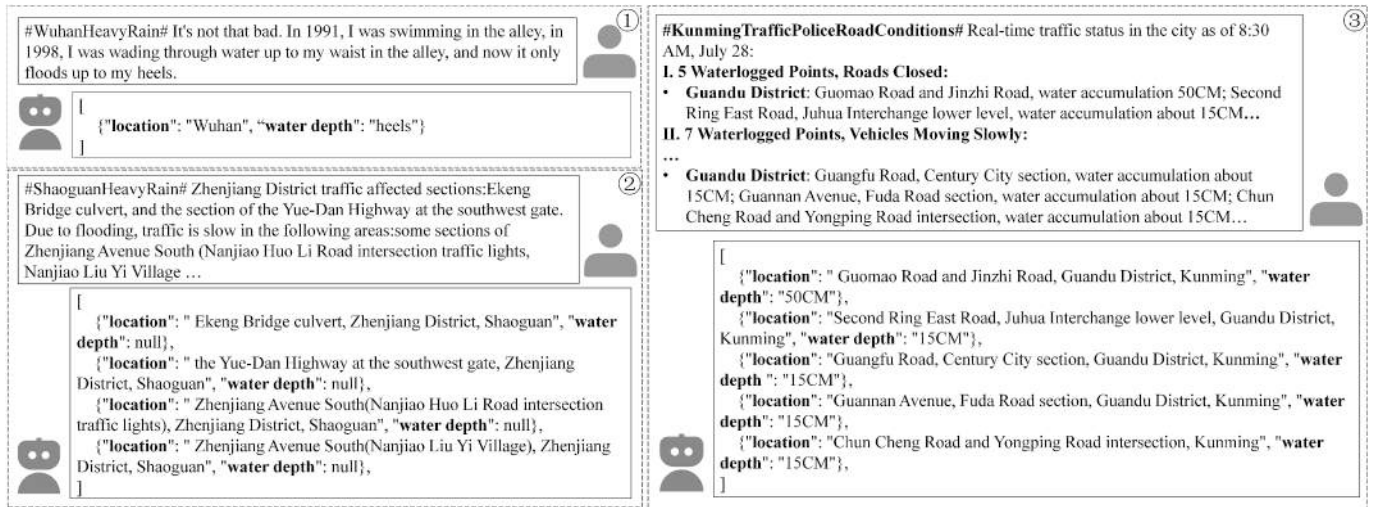 ①
#WuhanHeavyRain# It's not that bad. In 1991, I was swimming in the alley, in
1998, I was wading through water up to my waist in the alley, and now it only
floods up to my heels.
[
{"location": "Wuhan", “water depth": "heels"}
]
②
#ShaoguanHeavyRain# Zhenjiang District traffic affected sections:Ekeng
Bridge culvert, and the section of the Yue-Dan Highway at the southwest gate.
Due to flooding, traffic is slow in the following areas:some sections of
Zhenjiang Avenue South (Nanjiao Huo Li Road intersection traffic lights,
Nanjiao Liu Yi Village …
[
{"location": " Ekeng Bridge culvert, Zhenjiang District, Shaoguan", "water
depth": null},
{"location": " the Yue-Dan Highway at the southwest gate, Zhenjiang
District, Shaoguan", "water depth": null},
{"location": " Zhenjiang Avenue South(Nanjiao Huo Li Road intersection
traffic lights), Zhenjiang District, Shaoguan", "water depth": null},
{"location": " Zhenjiang Avenue South(Nanjiao Liu Yi Village), Zhenjiang
District, Shaoguan", "water depth": null},
]
③
#KunmingTrafficPoliceRoadConditions# Real-time traffic status in the city as of 8:30
AM, July 28:
I. 5 Waterlogged Points, Roads Closed:
• Guandu District: Guomao Road and Jinzhi Road, water accumulation 50CM; Second
Ring East Road, Juhua Interchange lower level, water accumulation about 15CM…
II. 7 Waterlogged Points, Vehicles Moving Slowly:
…
• Guandu District: Guangfu Road, Century City section, water accumulation about
15CM; Guannan Avenue, Fuda Road section, water accumulation about 15CM; Chun
Cheng Road and Yongping Road intersection, water accumulation about 15CM…
[
{"location": " Guomao Road and Jinzhi Road, Guandu District, Kunming", "water
depth": "50CM"},
{"location": "Second Ring East Road, Juhua Interchange lower level, Guandu District,
Kunming", "water depth": "15CM"},
{"location": "Guangfu Road, Century City section, Guandu District, Kunming", "water
depth ": "15CM"},
{"location": "Guannan Avenue, Fuda Road section, Guandu District, Kunming", "water
depth": "15CM"},
{"location": "Chun Cheng Road and Yongping Road intersection, Kunming", "water
depth": "15CM"},
]